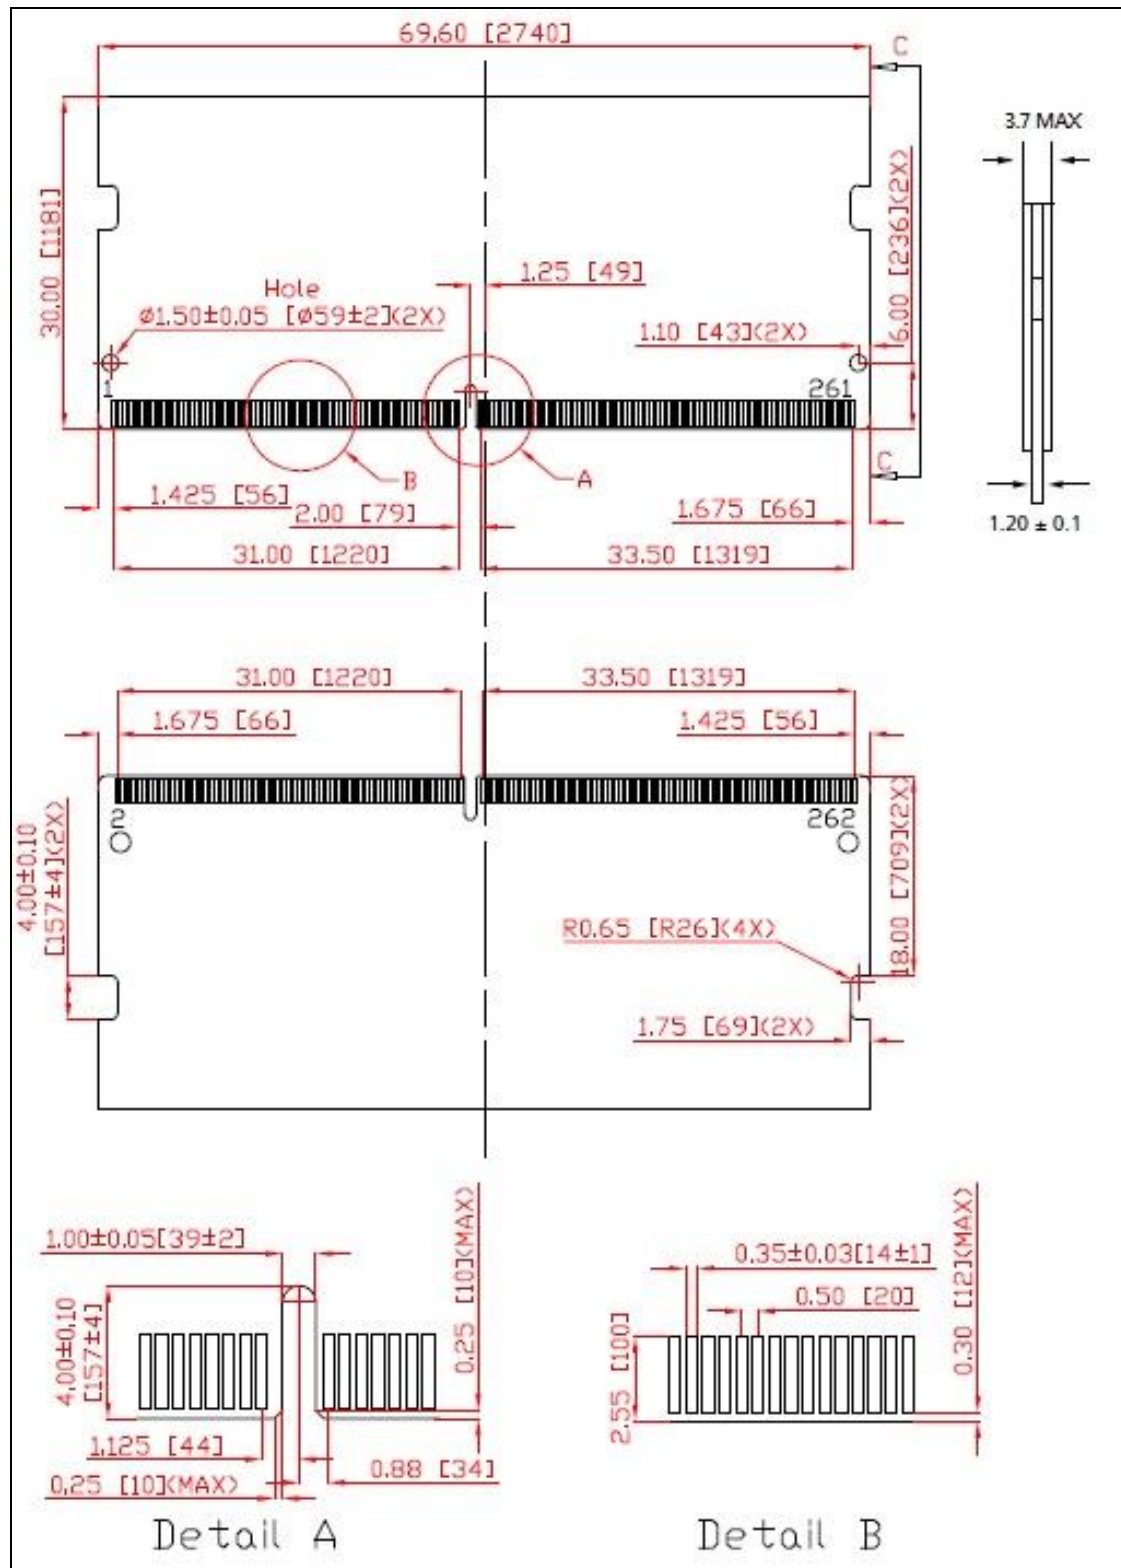 69.60 [2740]
C
3.7 MAX
30.00 [1181]
6.00 [236](2X)
1.25 [49]
Hole
Ø1.50±0.05 [Ø59±2](2X)
1.10 [43](2X)
1
261
B
A
C
1.425 [56]
2.00 [79]
1.675 [66]
1.20 ± 0.1
31.00 [1220]
33.50 [1319]
31.00 [1220]
33.50 [1319]
1.675 [66]
1.425 [56]
2
262
4.00±0.10
[157±4](2X)
18.00 [709](2X)
R0.65 [R26](4X)
1.75 [69](2X)
1.00±0.05[39±2]
0.25 [10](MAX)
4.00±0.10
[157±4]
1.125 [44]
0.25 [10](MAX)
0.88 [34]
Detail A
0.35±0.03[14±1]
0.50 [20]
0.30 [12](MAX)
2.55 [100]
Detail B